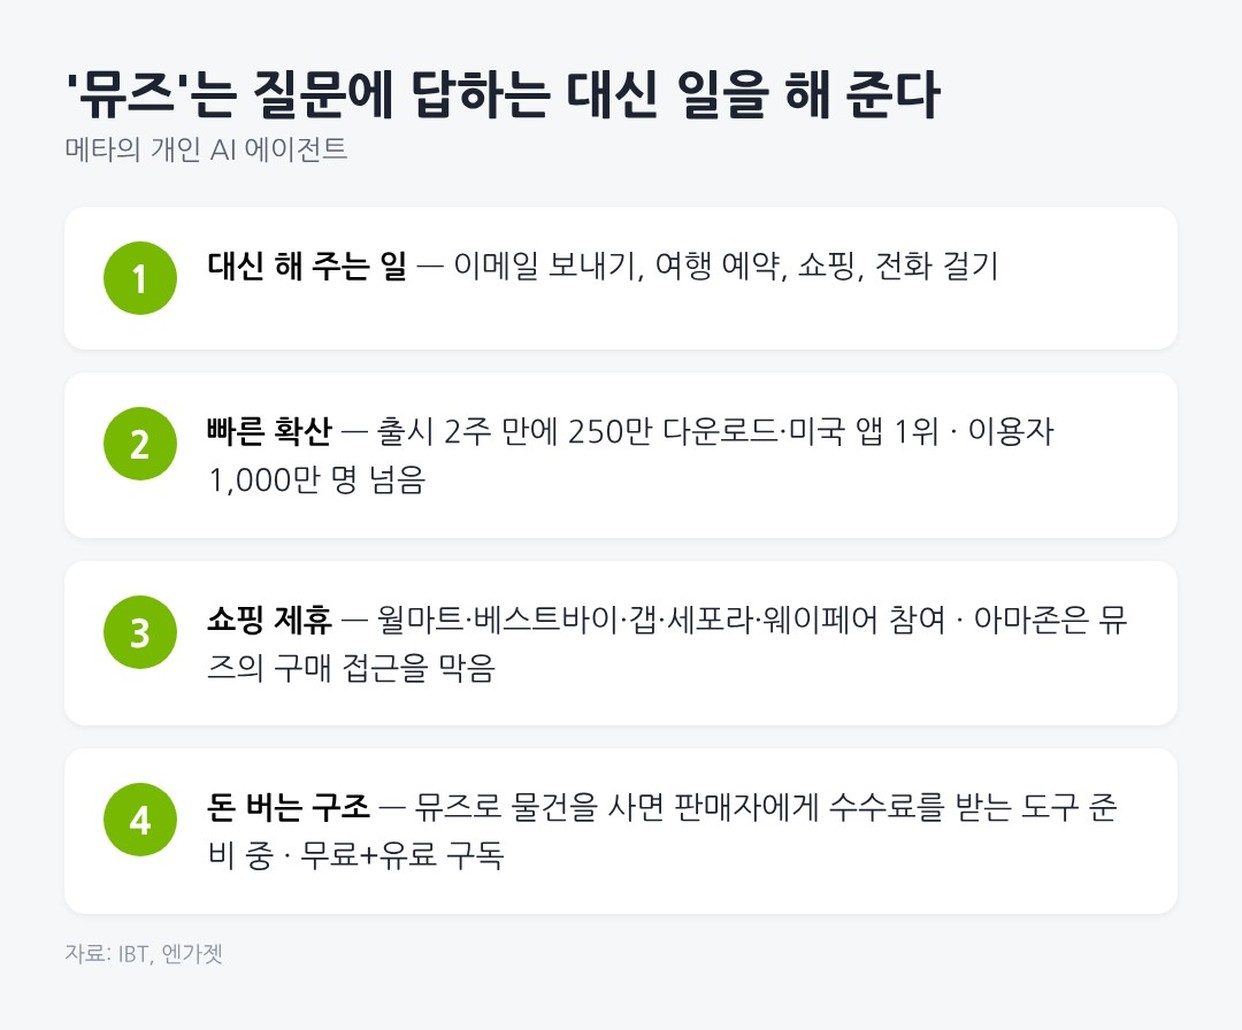 '뮤즈'는 질문에 답하는 대신 일을 해 준다
메타의 개인 AI 에이전트
1
대신 해 주는 일 — 이메일 보내기, 여행 예약, 쇼핑, 전화 걸기
2
빠른 확산 — 출시 2주 만에 250만 다운로드·미국 앱 1위 · 이용자
1,000만 명 넘음
3
쇼핑 제휴 — 월마트·베스트바이·갭·세포라·웨이페어 참여 · 아마존은 뮤
즈의 구매 접근을 막음
4
돈 버는 구조 — 뮤즈로 물건을 사면 판매자에게 수수료를 받는 도구 준
비 중 · 무료+유료 구독
자료: IBT, 엔가젯